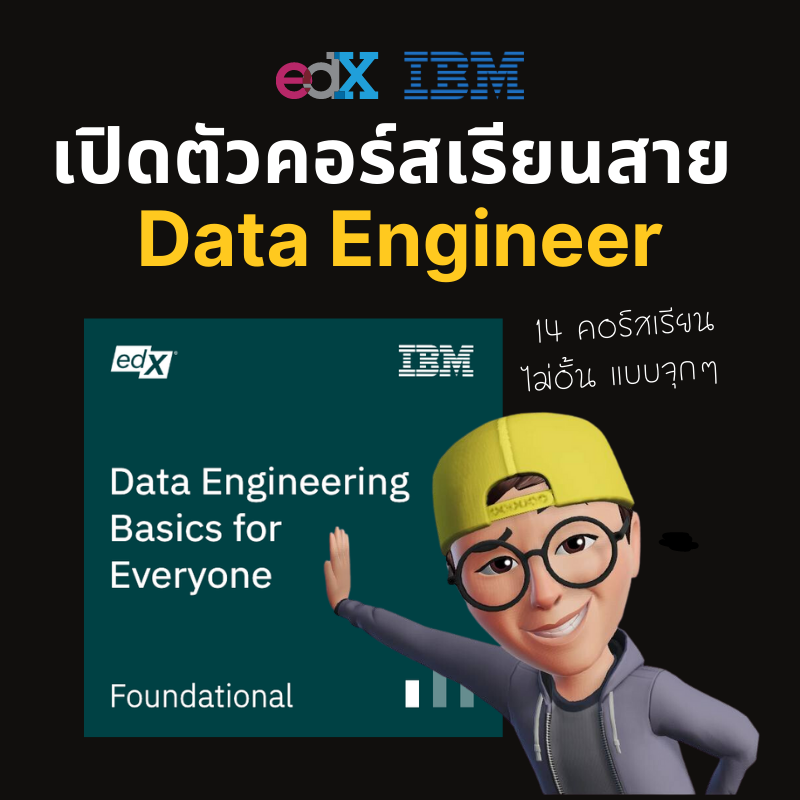 edX IBM
เปิดตัวคอร์สเรียนสาย
Data Engineer
14 คอร์สเรียน
ไม่อั้น แบบจุกๆ
edX IBM
Data Engineering
Basics for
Everyone
Foundational